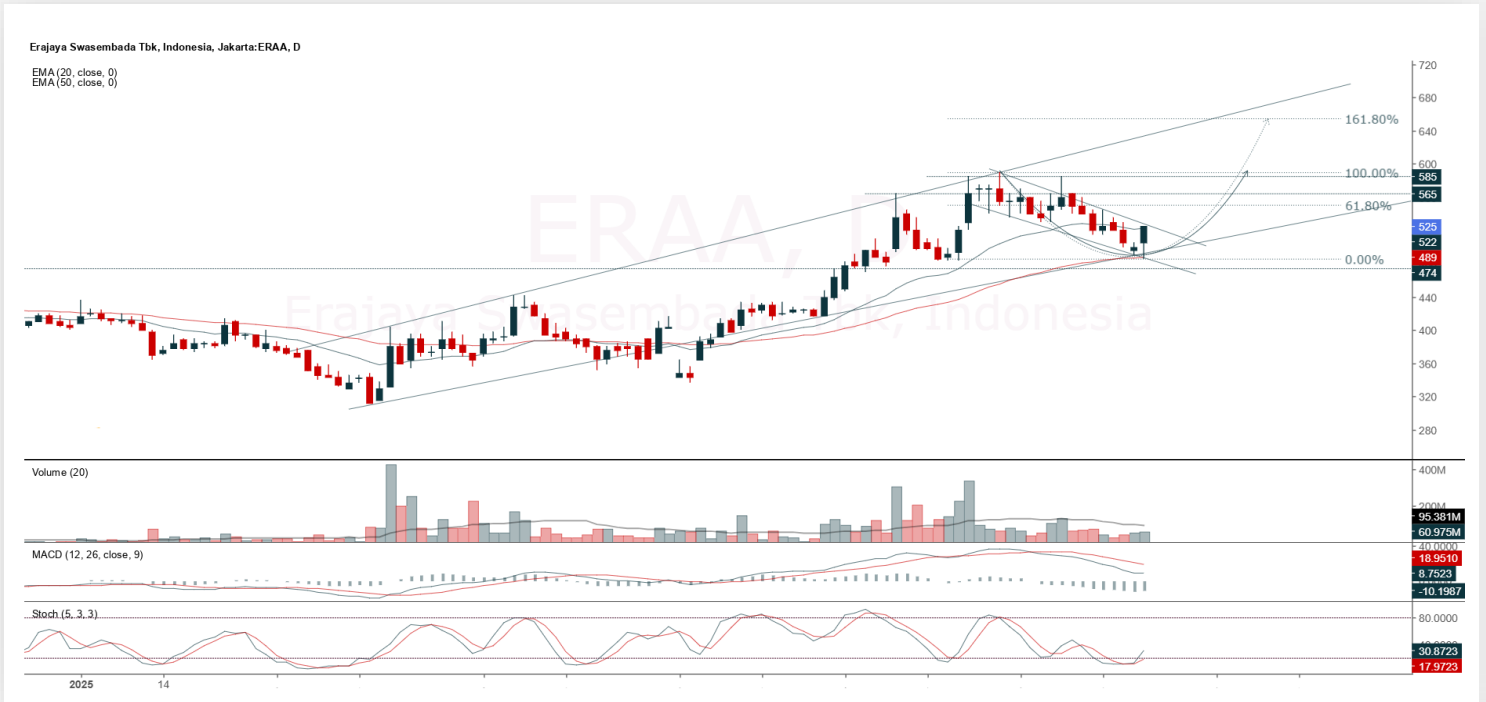 Erajaya Swasembada Tbk, Indonesia, Jakarta:ERAA, D
EMA (20, close, 0)
EMA (50, close, 0)
ERAA, D
Erajaya Swasembada Tbk, Indonesia
720
680
640
161.80%
600
100.00%
585
565
61.80%
525
522
489
0.00%
474
440
400
360
320
280
Volume (20)
400M
200M
95.381M
60.975M
MACD (12, 26, close, 9)
40.0000
18.9510
8.7523
-10.1987
Stoch (5, 3, 3)
80.0000
30.8723
17.9723
2025
14